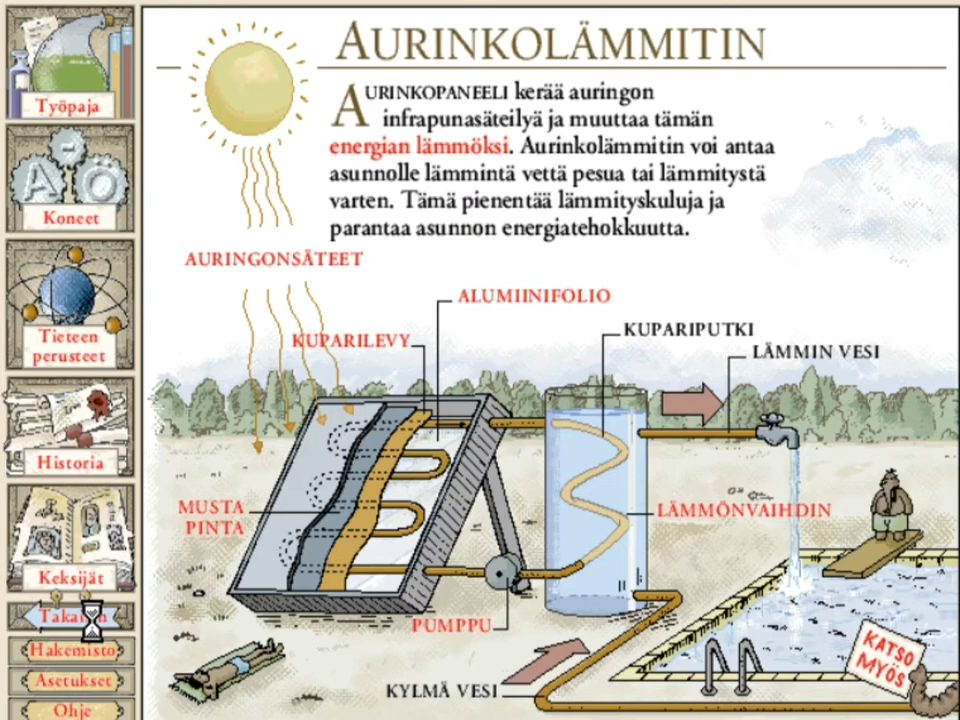 AURINKOLÄMMITIN
AURINKOPANEELI kerää auringon
infrapunasäteilyä ja muuttaa tämän
energian lämmöksi. Aurinkolämmitin voi antaa
asunnolle lämmintä vettä pesua tai lämmitystä
varten. Tämä pienentää lämmityskuluja ja
parantaa asunnon energiatehokkuutta.
AURINGONSÄTEET
ALUMIINIFOLIO
KUPARILEVY
KUPARIPUTKI
LÄMMIN VESI
MUSTA
PINTA
LÄMMÖNVAIHDIN
PUMPPU
KYLMÄ VESI
KATSO
MYÖS
Työpaja
A Ö
Koneet
Tieteen
perusteet
Historia
Keksijät
Hakemisto
Asetukset
Ohje